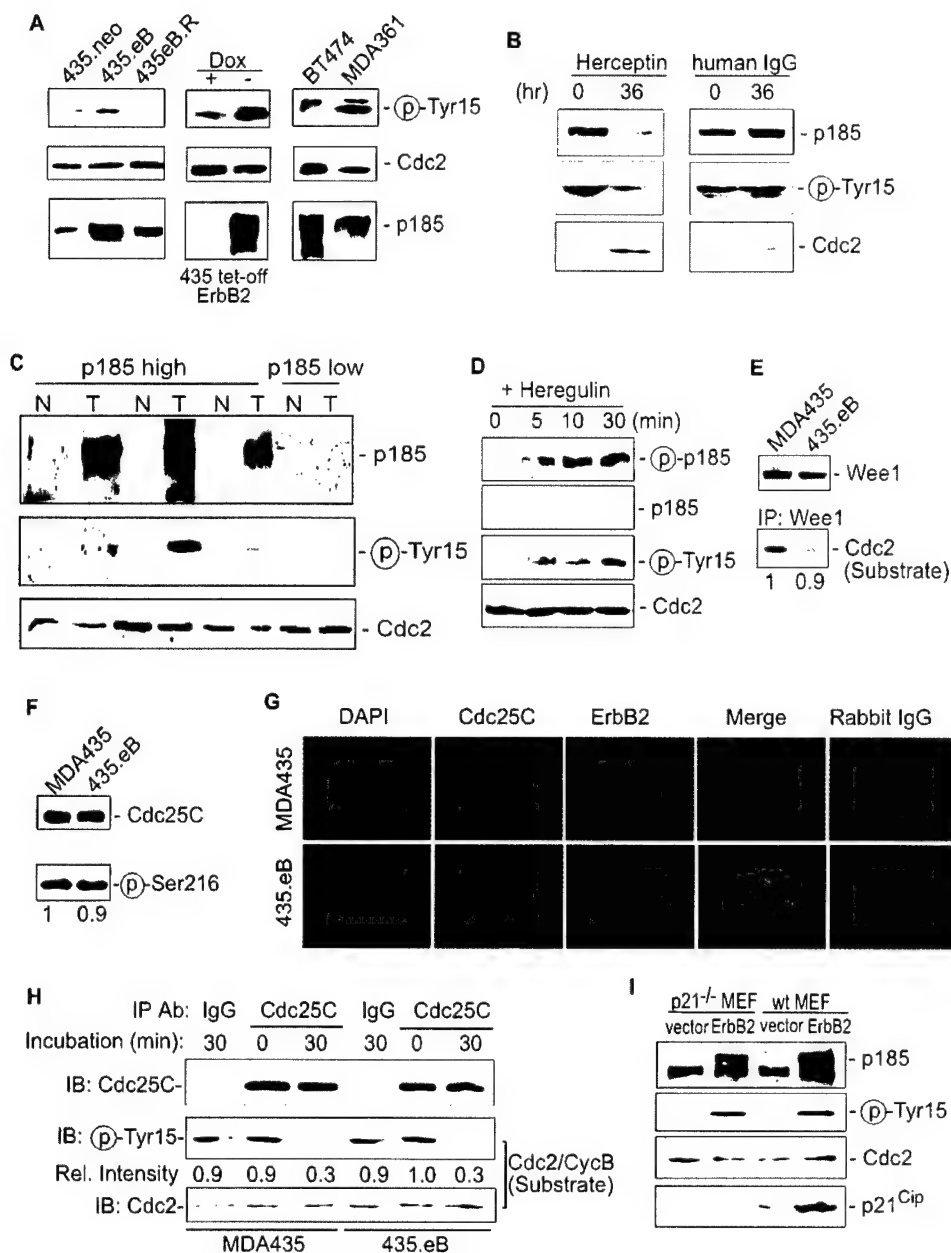 A
435.neo 435.eB 435eB.R
Dox
+ -
BT474 MDA361
- ⓟ-Tyr15
- Cdc2
- p185
435 tet-off
ErbB2
B
Herceptin human IgG
(hr) 0 36 0 36
- p185
- ⓟ-Tyr15
- Cdc2
C
p185 high p185 low
N T N T N T N T
- p185
- ⓟ-Tyr15
- Cdc2
D
+ Heregulin
0 5 10 30 (min)
- ⓟ-p185
- p185
- ⓟ-Tyr15
- Cdc2
E
MDA435 435.eB
- Wee1
IP: Wee1
- Cdc2
(Substrate)
1 0.9
F
MDA435 435.eB
- Cdc25C
- ⓟ-Ser216
1 0.9
G
DAPI Cdc25C ErbB2 Merge Rabbit IgG
MDA435
435.eB
H
IP Ab: IgG Cdc25C IgG Cdc25C
Incubation (min): 30 0 30 30 0 30
IB: Cdc25C-
IB: ⓟ-Tyr15-
Rel. Intensity 0.9 0.9 0.3 0.9 1.0 0.3
IB: Cdc2-
Cdc2/CycB
(Substrate)
MDA435 435.eB
I
p21-/- MEF wt MEF
vector ErbB2 vector ErbB2
- p185
- ⓟ-Tyr15
- Cdc2
- p21Cip